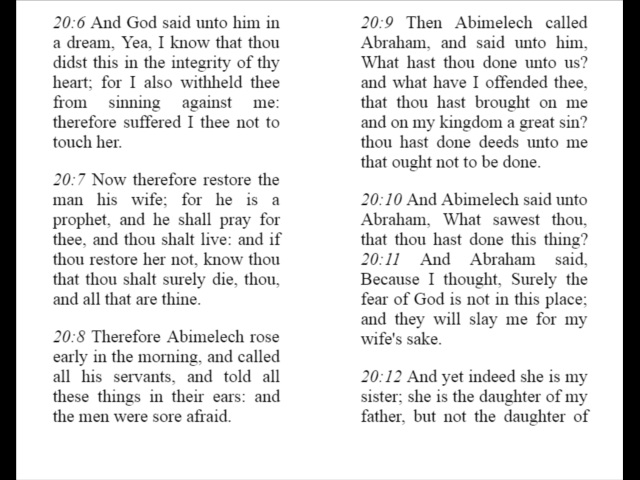 20:6 And God said unto him in
a dream, Yea, I know that thou
didst this in the integrity of thy
heart; for I also withheld thee
from sinning against me:
therefore suffered I thee not to
touch her.
20:7 Now therefore restore the
man his wife; for he is a
prophet, and he shall pray for
thee, and thou shalt live: and if
thou restore her not, know thou
that thou shalt surely die, thou,
and all that are thine.
20:8 Therefore Abimelech rose
early in the morning, and called
all his servants, and told all
these things in their ears: and
the men were sore afraid.
20:9 Then Abimelech called
Abraham, and said unto him,
What hast thou done unto us?
and what have I offended thee,
that thou hast brought on me
and on my kingdom a great sin?
thou hast done deeds unto me
that ought not to be done.
20:10 And Abimelech said unto
Abraham, What sawest thou,
that thou hast done this thing?
20:11 And Abraham said,
Because I thought, Surely the
fear of God is not in this place;
and they will slay me for my
wife's sake.
20:12 And yet indeed she is my
sister; she is the daughter of my
father, but not the daughter of